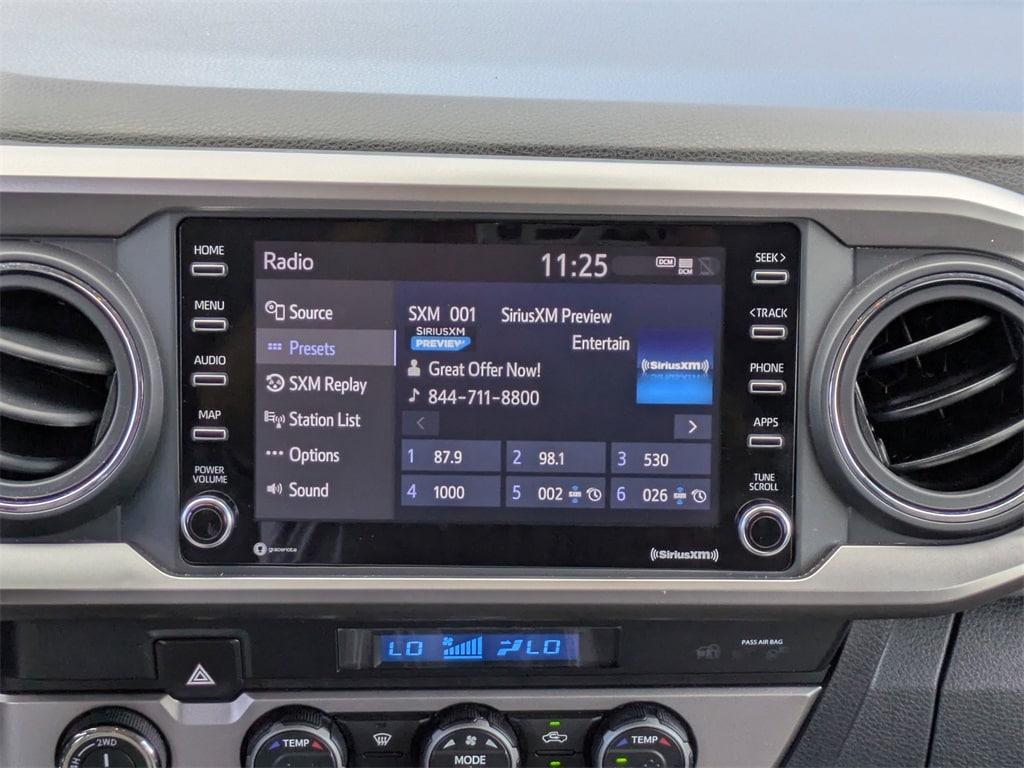 HOME
MENU
AUDIO
MAP
POWER
VOLUME
Radio
11:25
DCM
DCM
Source
Presets
SXM Replay
Station List
Options
Sound
SXM 001 SiriusXM Preview
SIRIUSXM
PREVIEW
Entertain
Great Offer Now!
844-711-8800
((SiriusXM))
< >
1 87.9
2 98.1
3 530
4 1000
5 002
6 026
SEEK >
< TRACK
PHONE
APPS
TUNE
SCROLL
gracenote
((SiriusXM))
LO LO
PASS AIR BAG
2WD
TEMP
MODE
TEMP